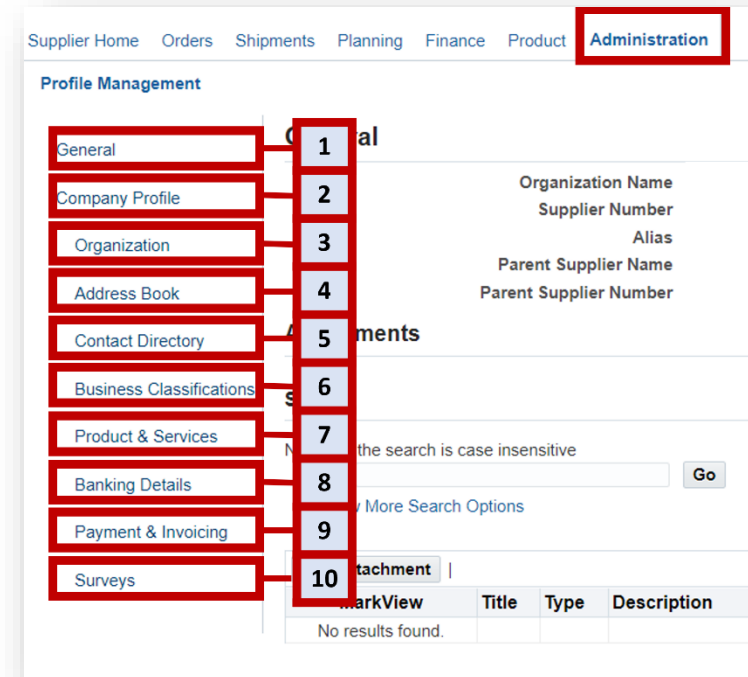 Supplier Home Orders Shipments Planning Finance Product Administration
Profile Management
General
1
Organization Name
Company Profile
2
Supplier Number
Organization
3
Alias
Parent Supplier Name
Address Book
4
Parent Supplier Number
Contact Directory
5
ments
Business Classifications
6
Product & Services
7
the search is case insensitive
Banking Details
8
Go
More Search Options
Payment & Invoicing
9
Surveys
10
tachment |
MarkView Title Type Description
No results found.